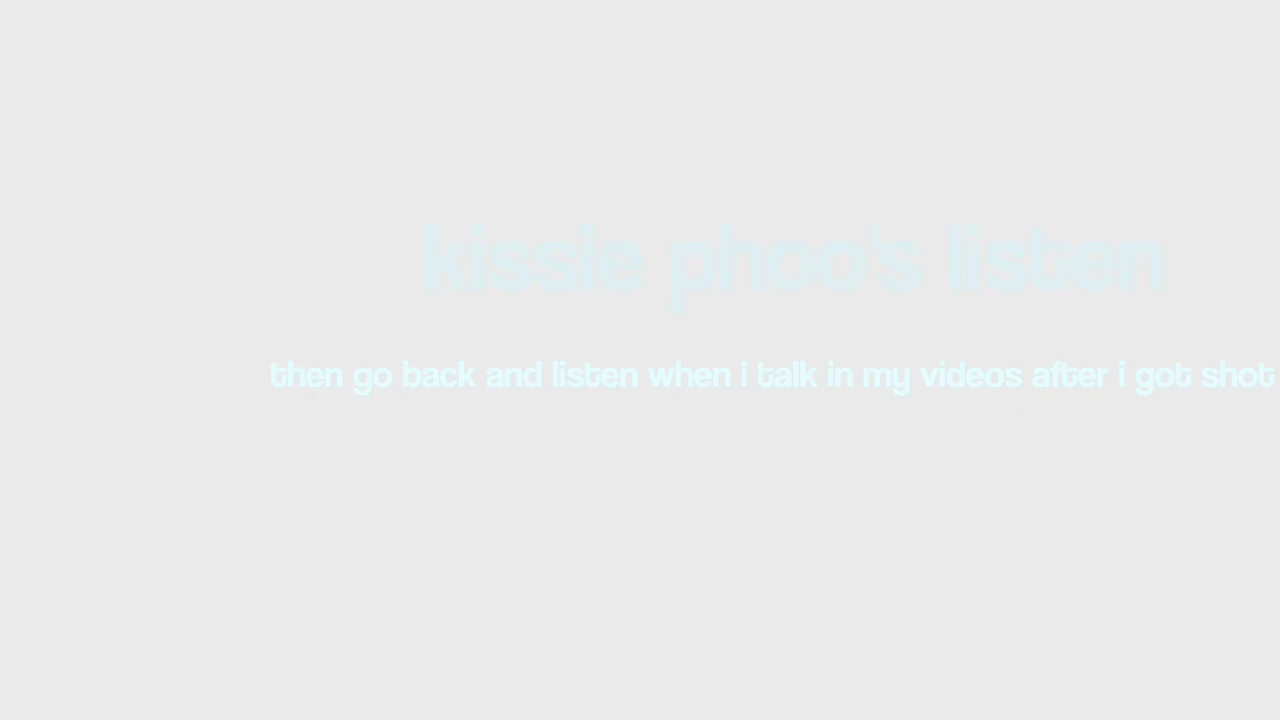 kissie phoo's listen
then go back and listen when i talk in my videos after i got shot